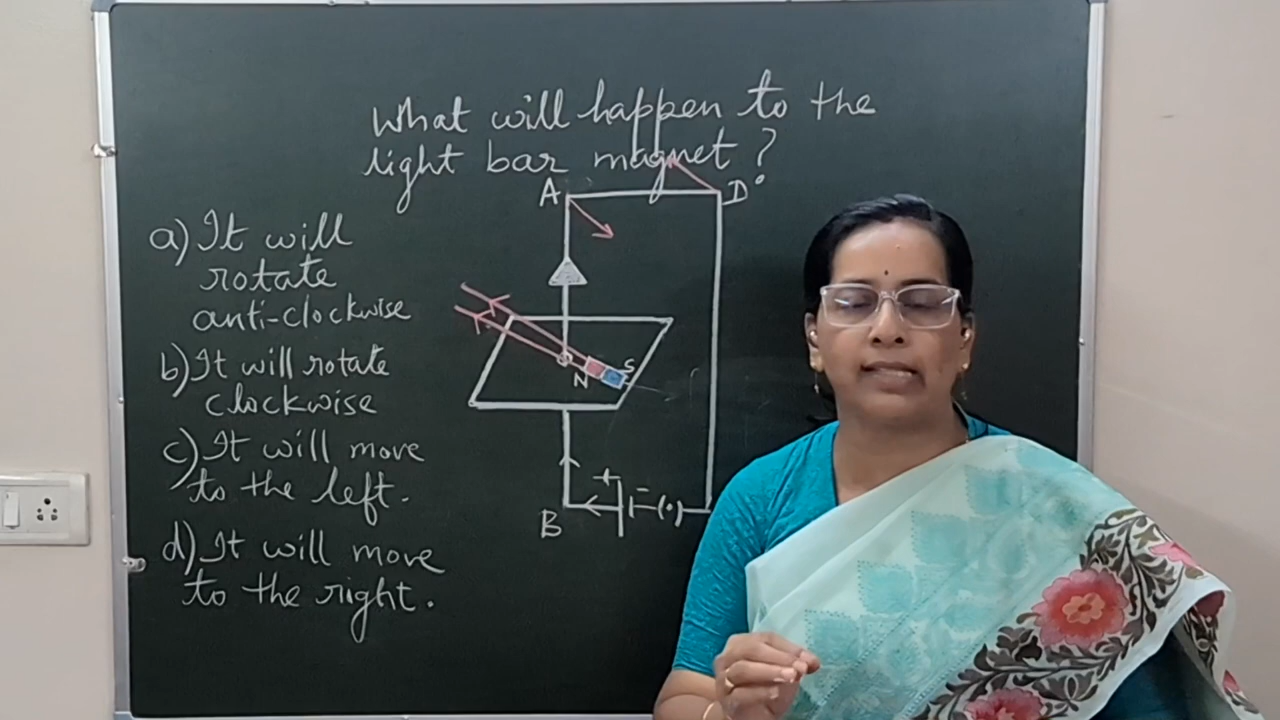 What will happen to the
light bar magnet ?
a) It will
rotate
anti-clockwise
b) It will rotate
clockwise
c) It will move
to the left.
d) It will move
to the right.
A
D
N
S
+
-
B